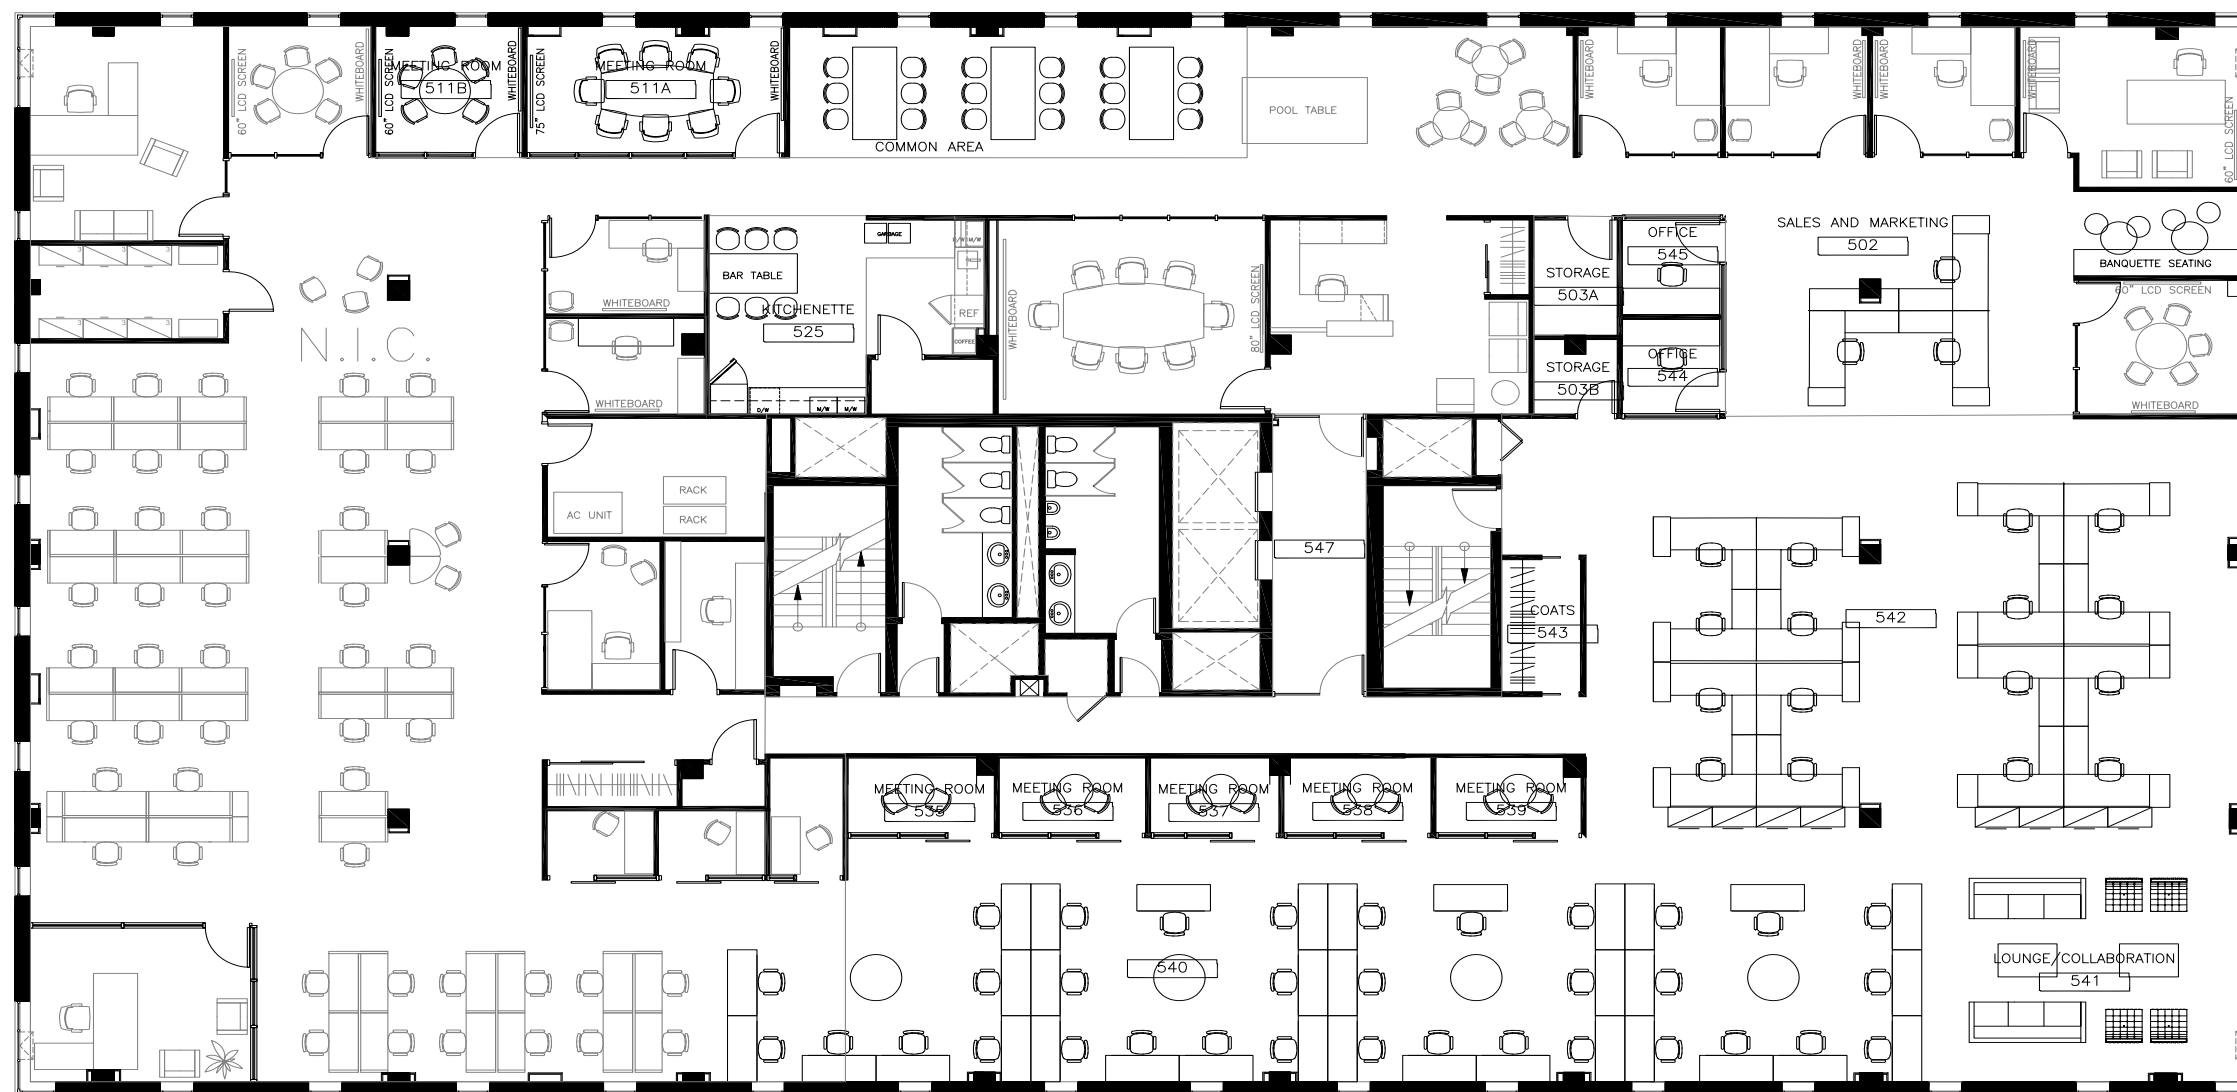 60" LCD SCREEN
WHITEBOARD
60" LCD SCREEN
MEETING ROOM
511B
WHITEBOARD
75" LCD SCREEN
MEETING ROOM
511A
WHITEBOARD
COMMON AREA
POOL TABLE
WHITEBOARD
WHITEBOARD
WHITEBOARD
WHITEBOARD
60" LCD SCREEN
N.I.C.
WHITEBOARD
WHITEBOARD
BAR TABLE
KITCHENETTE
525
GARBAGE
D/W M/W
REF
COFFEE
D/W
M/W
M/W
WHITEBOARD
80" LCD SCREEN
STORAGE
503A
STORAGE
503B
OFFICE
545
OFFICE
544
SALES AND MARKETING
502
BANQUETTE SEATING
60" LCD SCREEN
WHITEBOARD
RACK
RACK
AC UNIT
547
COATS
543
542
MEETING ROOM
535
MEETING ROOM
536
MEETING ROOM
537
MEETING ROOM
538
MEETING ROOM
539
540
LOUNGE/COLLABORATION
541